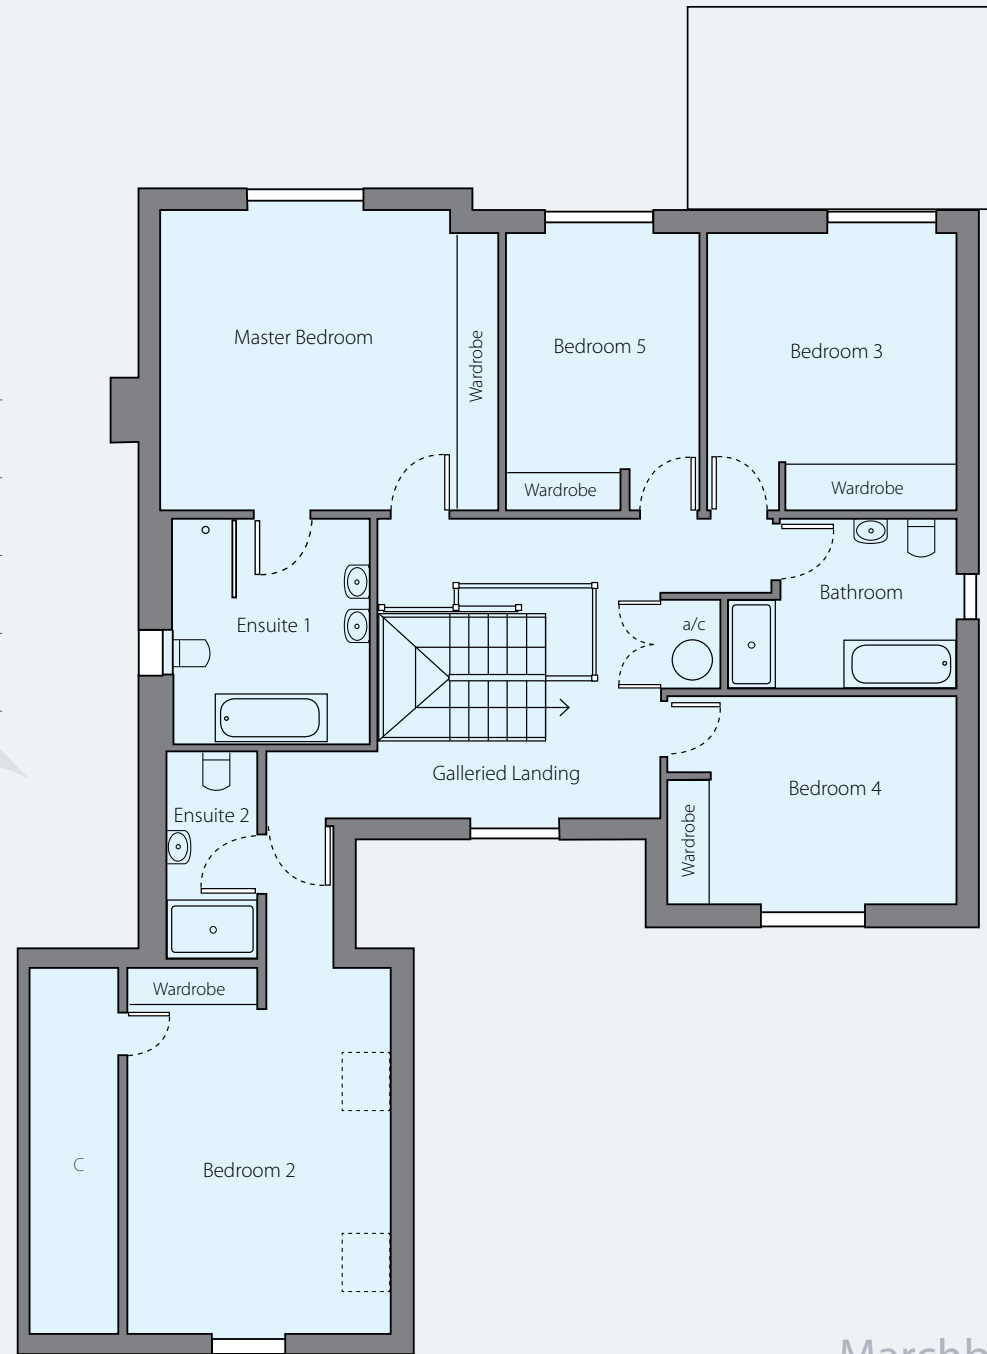 Master Bedroom
Wardrobe
Bedroom 5
Wardrobe
Bedroom 3
Wardrobe
Ensuite 1
a/c
Bathroom
Galleried Landing
Ensuite 2
Bedroom 4
Wardrobe
Wardrobe
C
Bedroom 2